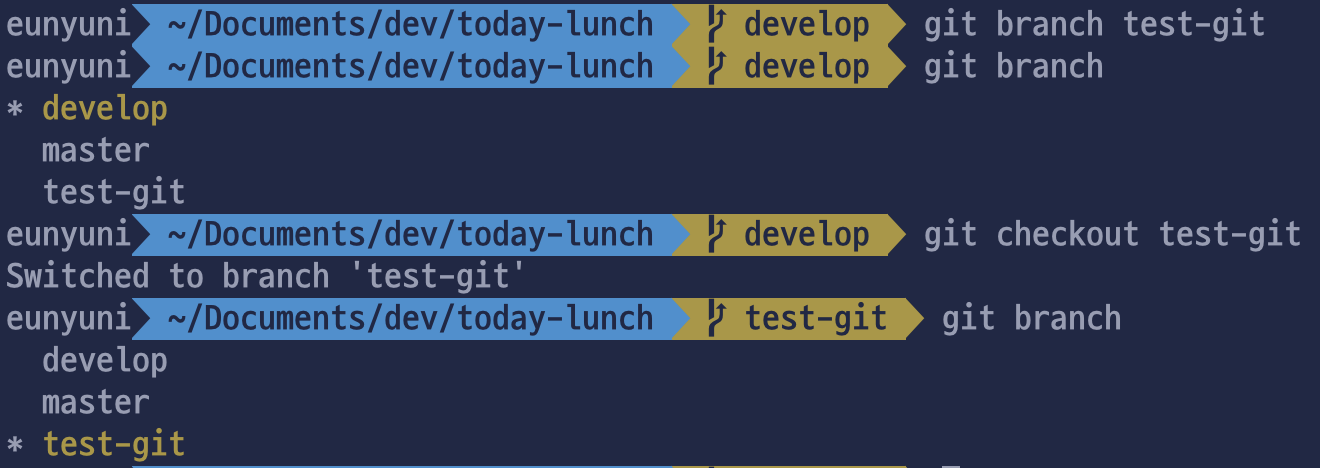 eunyuni ~/Documents/dev/today-lunch develop git branch test-git
eunyuni ~/Documents/dev/today-lunch develop git branch
* develop
master
test-git
eunyuni ~/Documents/dev/today-lunch develop git checkout test-git
Switched to branch 'test-git'
eunyuni ~/Documents/dev/today-lunch test-git git branch
develop
master
* test-git